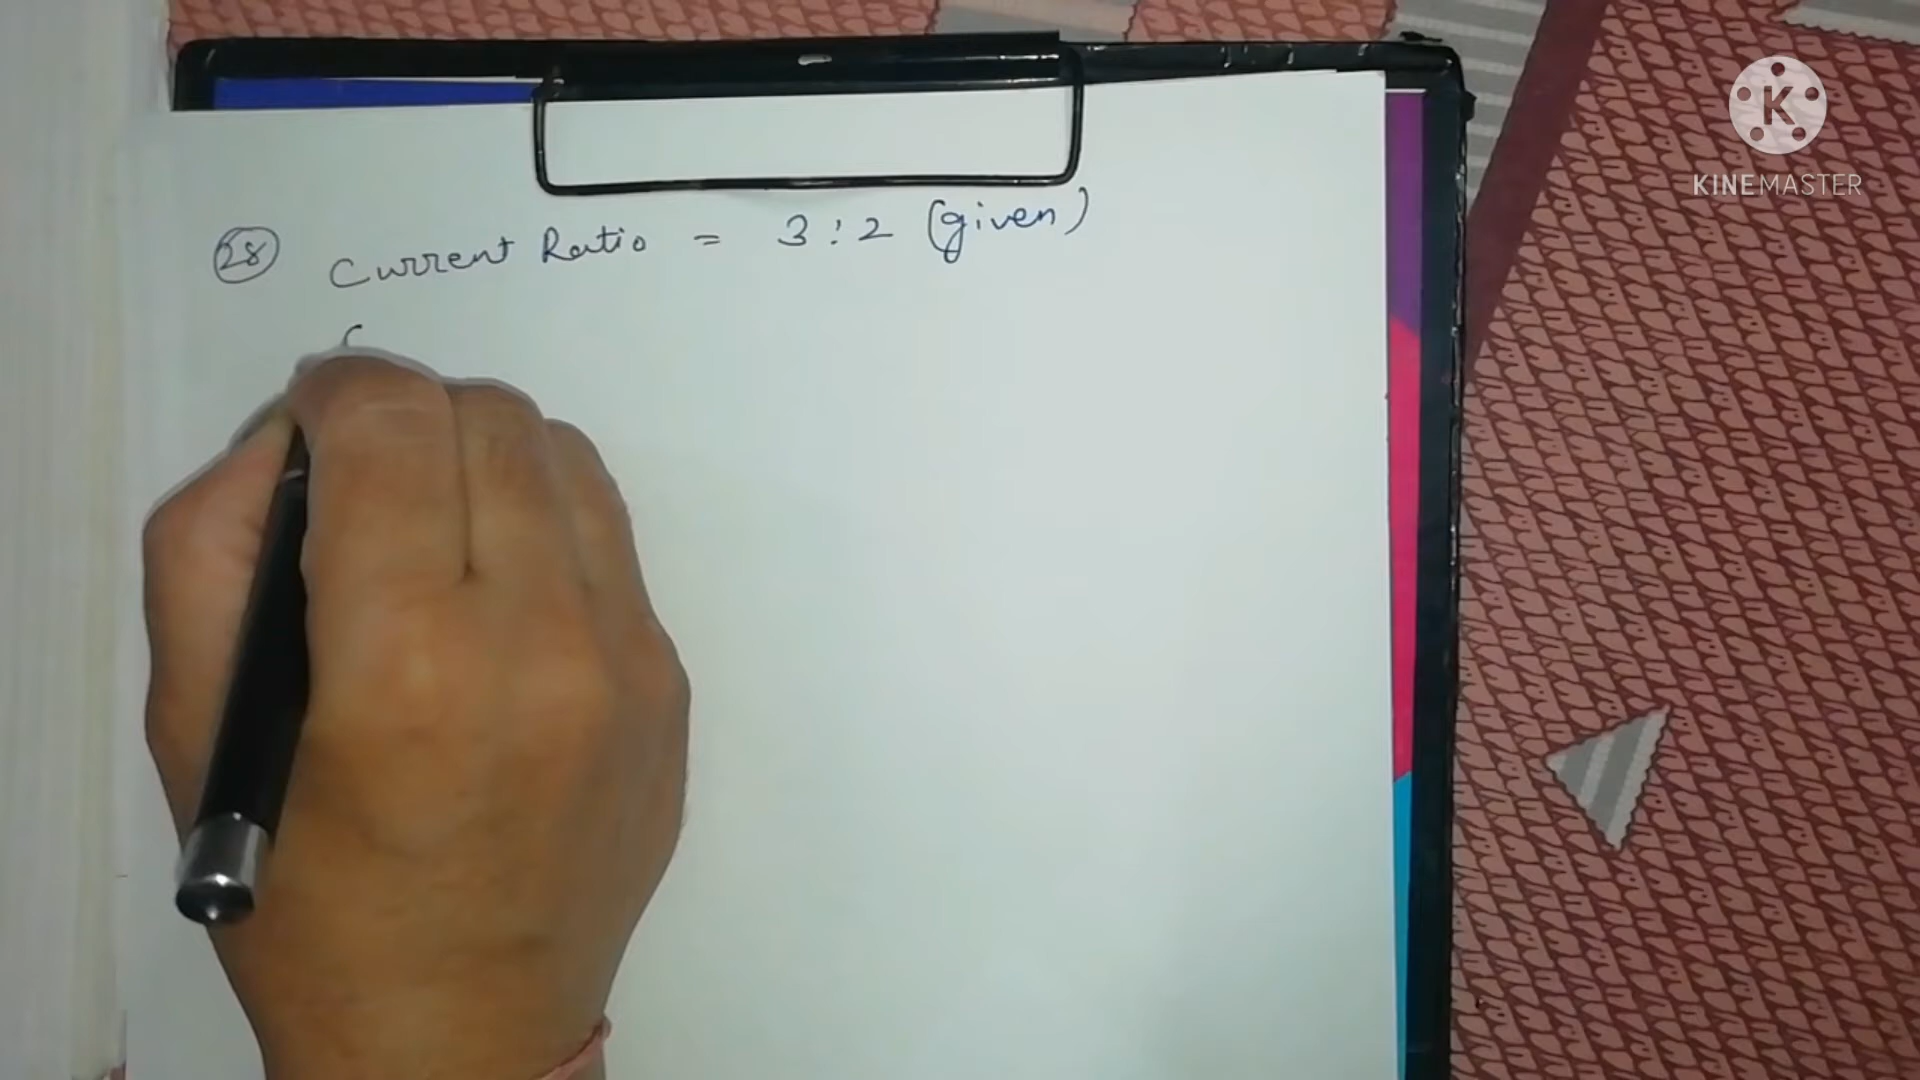 28 Current Ratio = 3:2 (given)
K
KINEMASTER